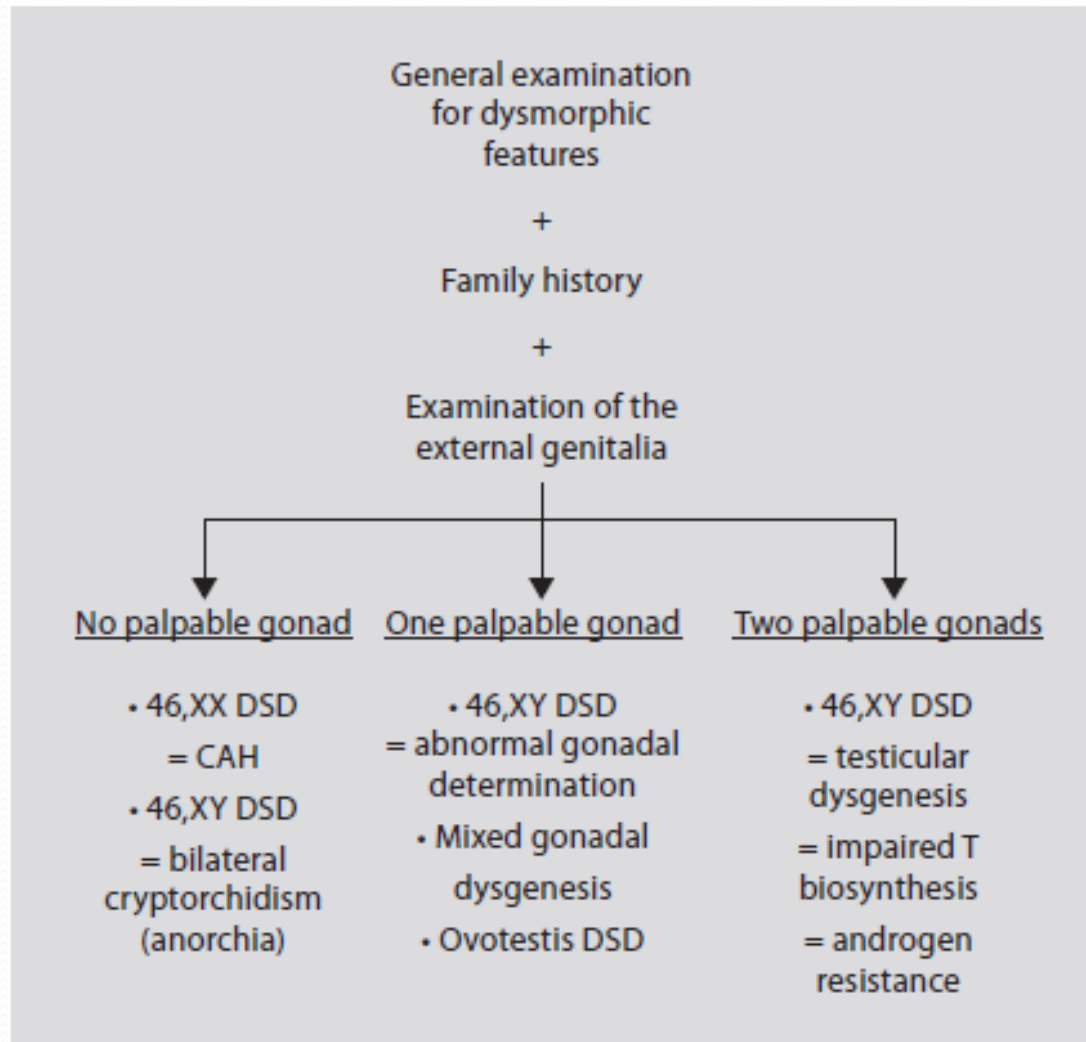 General examination
for dysmorphic
features
+
Family history
+
Examination of the
external genitalia
No palpable gonad
• 46,XX DSD
= CAH
• 46,XY DSD
= bilateral
cryptorchidism
(anorchia)
One palpable gonad
• 46,XY DSD
= abnormal gonadal
determination
• Mixed gonadal
dysgenesis
• Ovotestis DSD
Two palpable gonads
• 46,XY DSD
= testicular
dysgenesis
= impaired T
biosynthesis
= androgen
resistance